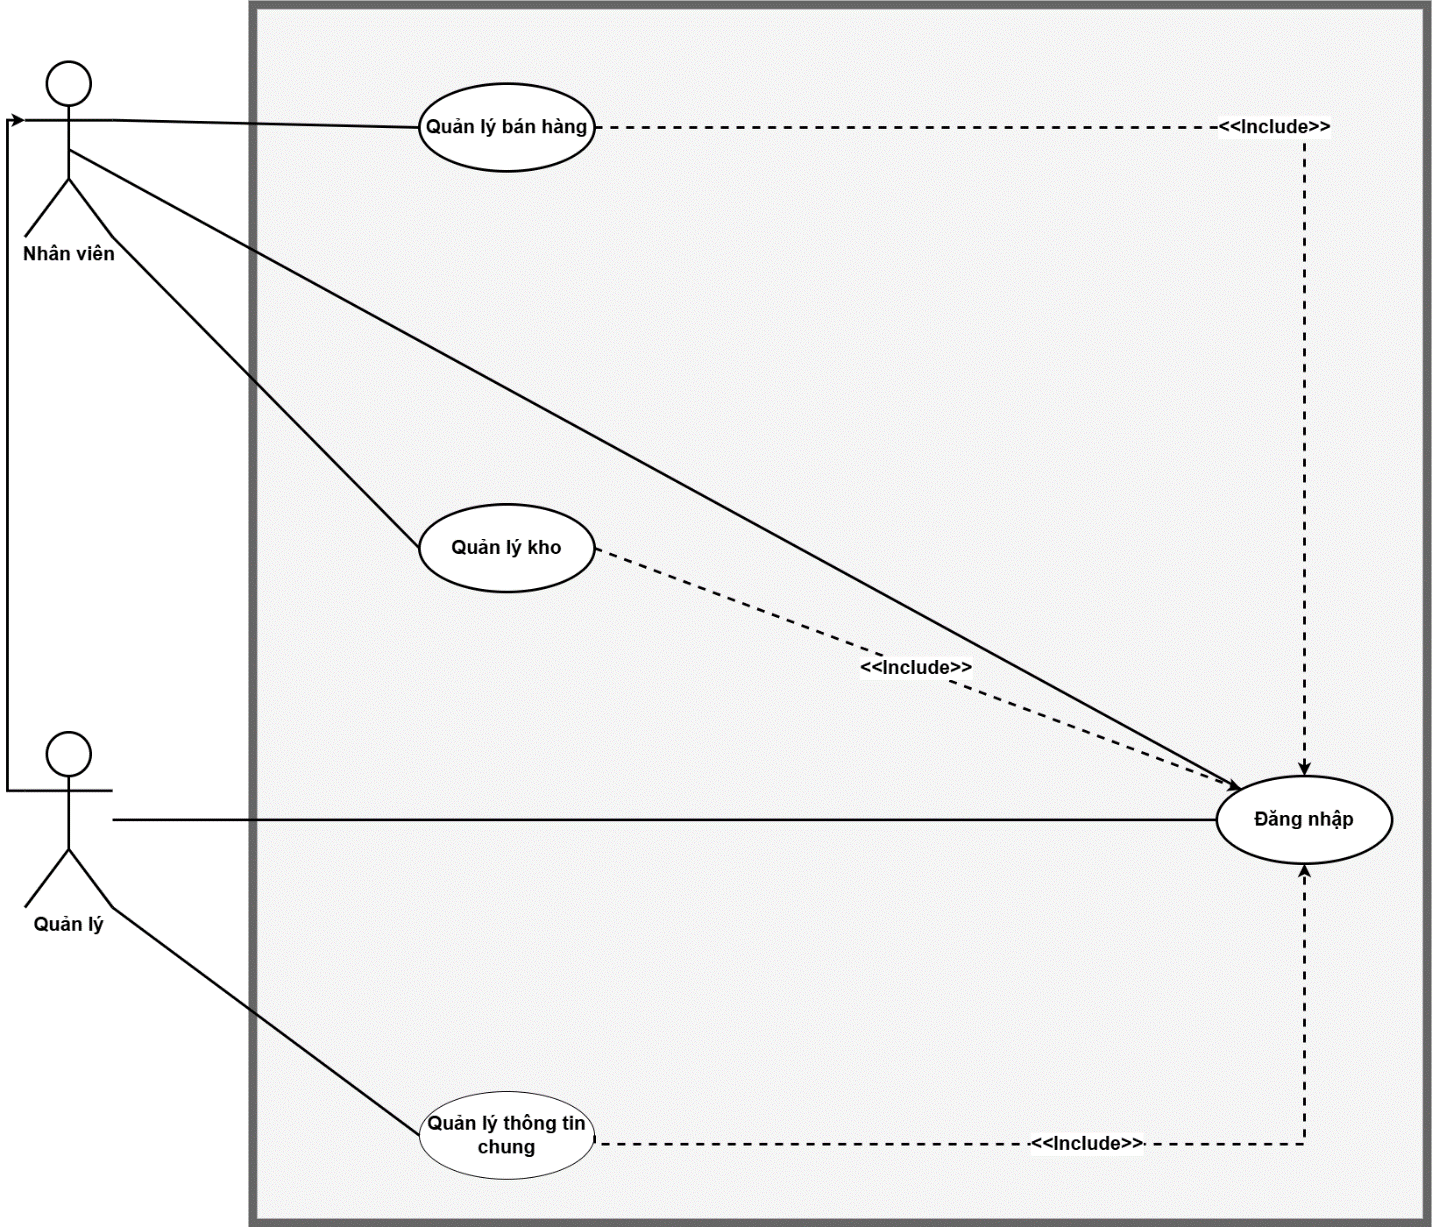 Quản lý bán hàng
<<Include>>
Nhân viên
Quản lý kho
<<Include>>
Đăng nhập
Quản lý
Quản lý thông tin
chung
<<Include>>